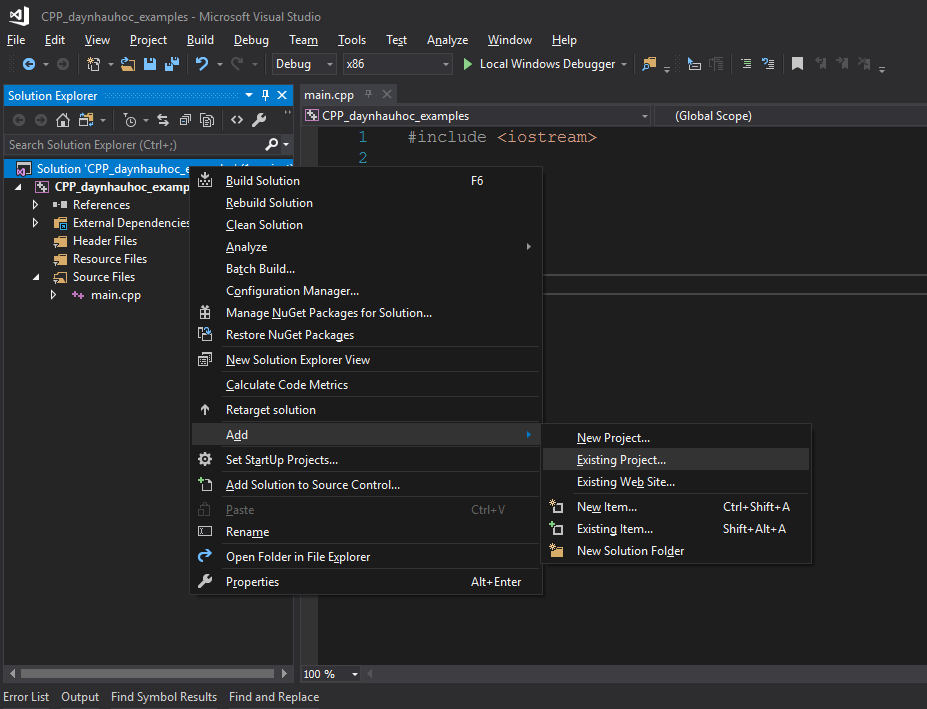 CPP_daynhauhoc_examples - Microsoft Visual Studio
File Edit View Project Build Debug Team Tools Test Analyze Window Help
Debug x86 Local Windows Debugger
Solution Explorer
main.cpp
CPP_daynhauhoc_examples (Global Scope)
Search Solution Explorer (Ctrl+;)
1 #include <iostream>
2
Solution 'CPP_daynhauhoc_e
CPP_daynhauhoc_examp
References
External Dependencies
Header Files
Resource Files
Source Files
main.cpp
Build Solution F6
Rebuild Solution
Clean Solution
Analyze
Batch Build...
Configuration Manager...
Manage NuGet Packages for Solution...
Restore NuGet Packages
New Solution Explorer View
Calculate Code Metrics
Retarget solution
Add
Set StartUp Projects...
Add Solution to Source Control...
Paste Ctrl+V
Rename
Open Folder in File Explorer
Properties Alt+Enter
New Project...
Existing Project...
Existing Web Site...
New Item... Ctrl+Shift+A
Existing Item... Shift+Alt+A
New Solution Folder
100 %
Error List Output Find Symbol Results Find and Replace